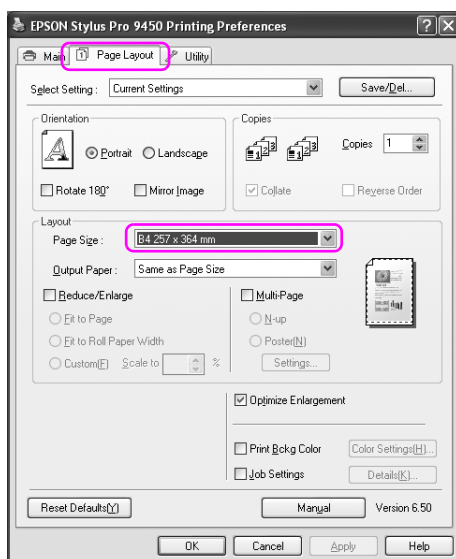 EPSON Stylus Pro 9450 Printing Preferences
Main Page Layout Utility
Select Setting : Current Settings Save/Del...
Orientation
Portrait Landscape
Rotate 180° Mirror Image
Copies
Copies 1
Collate Reverse Order
Layout
Page Size : B4 257 x 364 mm
Output Paper : Same as Page Size
Reduce/Enlarge
Fit to Page
Fit to Roll Paper Width
Custom(F) Scale to %
Multi-Page
N-up
Poster(N)
Settings...
Optimize Enlargement
Print Bckg Color Color Settings(H)...
Job Settings Details(K)...
Reset Defaults(Y) Manual Version 6.50
OK Cancel Apply Help